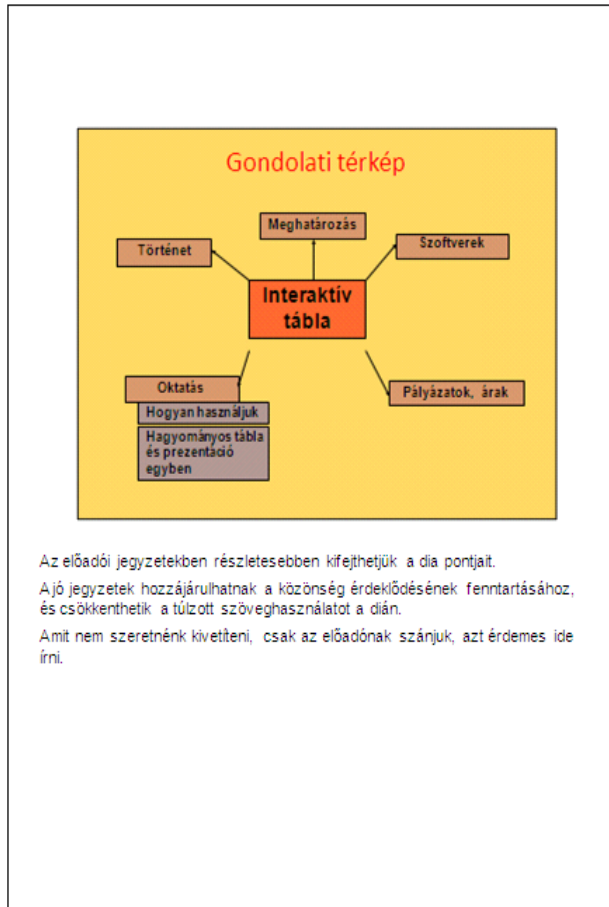 Gondolati térkép
Meghatározás
Történet
Szoftverek
Interaktív
tábla
Oktatás
Hogyan használjuk
Hagyományos tábla
és prezentáció
egyben
Pályázatok, árak
Az előadói jegyzetekben részletesebben kifejthetjük a dia pontjait.
A jó jegyzetek hozzájárulhatnak a közönség érdeklődésének fenntartásához,
és csökkenthetik a túlzott szöveghasználatot a dián.
Amit nem szeretnénk kivetíteni, csak az előadónak szánjuk, azt érdemes ide
írni.